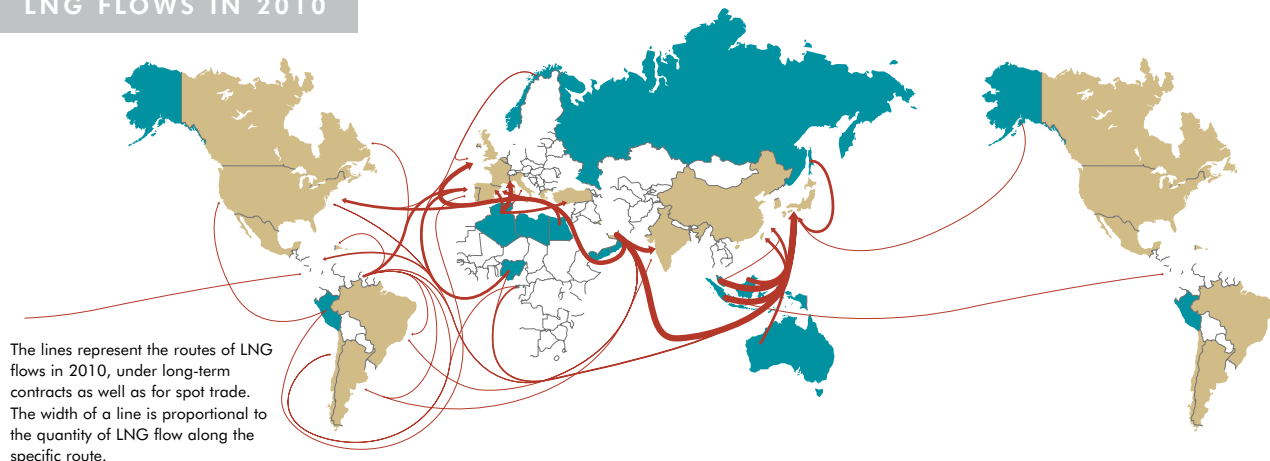 LNG FLOWS IN 2010
The lines represent the routes of LNG
flows in 2010, under long-term
contracts as well as for spot trade.
The width of a line is proportional to
the quantity of LNG flow along the
specific route.